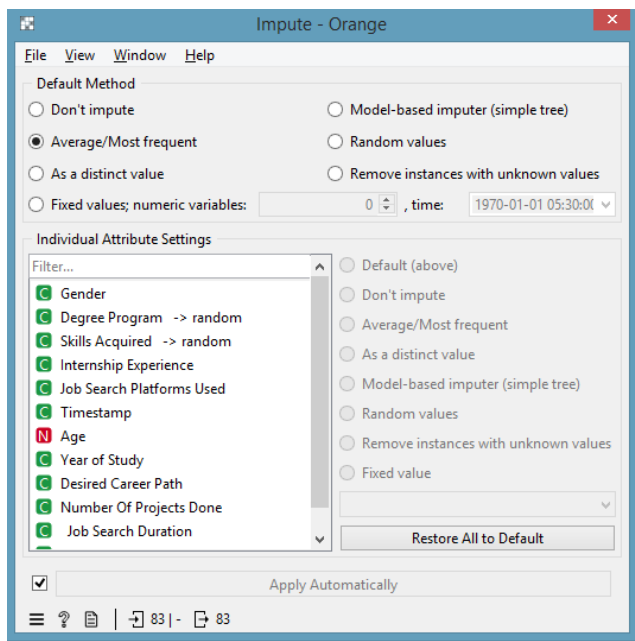 Impute - Orange
File View Window Help
Default Method
Don't impute
Model-based imputer (simple tree)
Average/Most frequent
Random values
As a distinct value
Remove instances with unknown values
Fixed values; numeric variables: 0 , time: 1970-01-01 05:30:0(
Individual Attribute Settings
Filter...
C Gender
C Degree Program -> random
C Skills Acquired -> random
C Internship Experience
C Job Search Platforms Used
C Timestamp
N Age
C Year of Study
C Desired Career Path
C Number Of Projects Done
C Job Search Duration
Default (above)
Don't impute
Average/Most frequent
As a distinct value
Model-based imputer (simple tree)
Random values
Remove instances with unknown values
Fixed value
Restore All to Default
Apply Automatically
? 83 | - 83